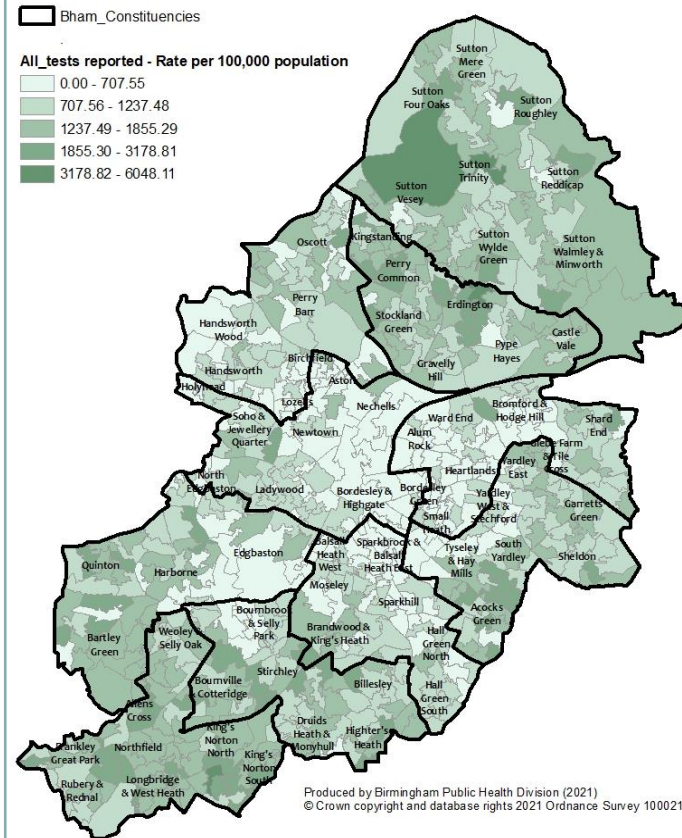 Bham_Constituencies
.
All_tests reported - Rate per 100,000 population
0.00 - 707.55
707.56 - 1237.48
1237.49 - 1855.29
1855.30 - 3178.81
3178.82 - 6048.11
Sutton
Mere
Green
Sutton
Four Oaks
Sutton
Roughley
Sutton
Trinity
Sutton
Reddicap
Sutton
Vesey
Sutton
Wylde
Green
Sutton
Walmley &
Minworth
Oscott
Kingstanding
Perry
Common
Perry
Barr
Erdington
Stockland
Green
Castle
Vale
Pype
Hayes
Gravelly
Hill
Handsworth
Wood
Birchfield
Handsworth
Aston
Holyhead
Lozells
Nechells
Soho &
Jewellery
Quarter
Newtown
Ward End
Bromford &
Hodge Hill
Shard
End
Alum
Rock
Glebe Farm
& Tile
Cross
Yardley
East
Heartlands
North
Edgbaston
Ladywood
Bordesley &
Highgate
Bordesley
Green
Yardley
West &
Stechford
Garretts
Green
Small
Heath
Edgbaston
Balsall
Heath
West
Sparkbrook &
Balsall
Heath East
Tyseley
& Hay
Mills
South
Yardley
Sheldon
Quinton
Harborne
Moseley
Sparkhill
Acocks
Green
Bournbrook
& Selly
Park
Brandwood &
King's Heath
Hall
Green
North
Bartley
Green
Weoley &
Selly Oak
Bournville
& Cotteridge
Stirchley
Billesley
Hall
Green
South
Allens
Cross
Druids
Heath &
Monyhull
Highter's
Heath
Frankley
Great Park
Northfield
King's
Norton
North
King's
Norton
South
Rubery &
Rednal
Longbridge
& West Heath
Produced by Birmingham Public Health Division (2021)
© Crown copyright and database rights 2021 Ordnance Survey 100021